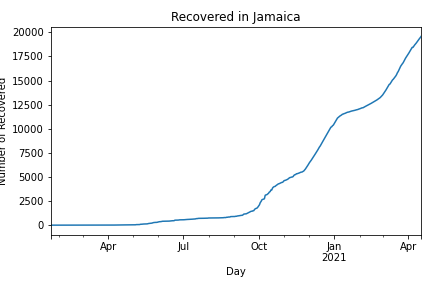 Recovered in Jamaica
20000
17500
15000
12500
10000
7500
5000
2500
0
Number of Recovered
Apr
Jul
Oct
Jan
2021
Apr
Day